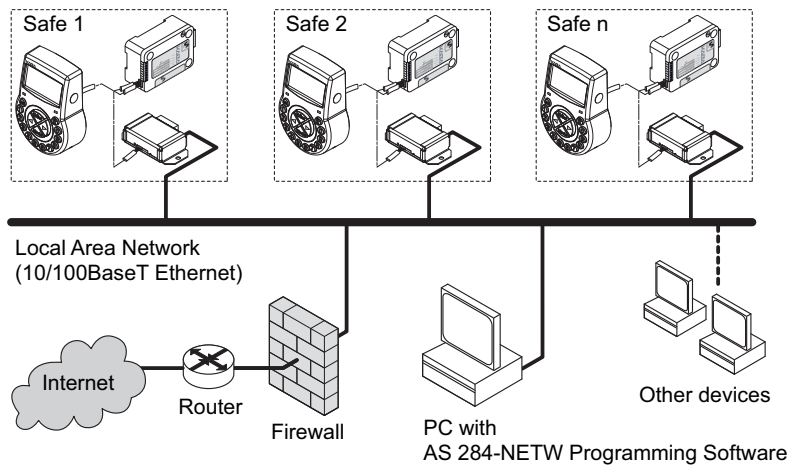 Safe 1
Safe 2
Safe n
Local Area Network
(10/100BaseT Ethernet)
Internet
Router
Firewall
PC with
AS 284-NETW Programming Software
Other devices